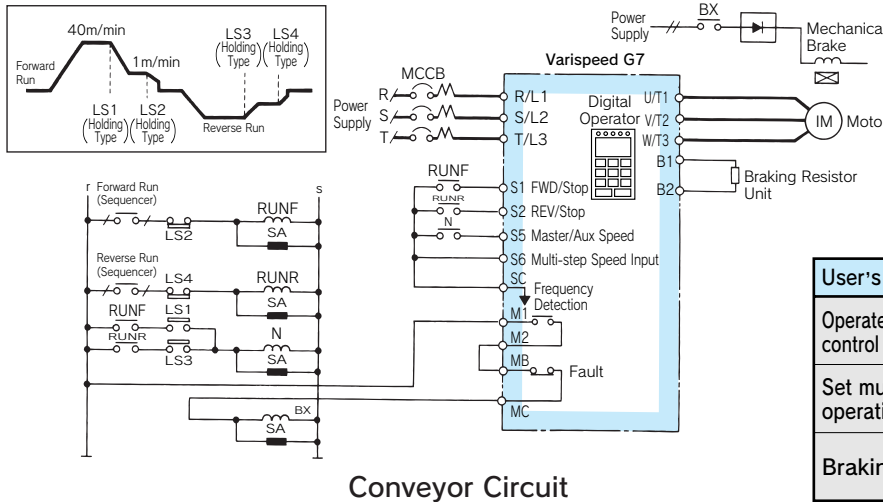 40m/min
1m/min
Forward
Run
LS1
(Holding
Type)
LS2
(Holding
Type)
LS3
(Holding
Type)
LS4
(Holding
Type)
Reverse Run
Power
Supply
BX
Mechanica
Brake
Varispeed G7
MCCB
Power
Supply
R
S
T
R/L1
S/L2
T/L3
Digital
Operator
U/T1
V/T2
W/T3
B1
B2
IM
Moto
Braking Resistor
Unit
RUNF
S1 FWD/Stop
RUNR
S2 REV/Stop
N
S5 Master/Aux Speed
S6 Multi-step Speed Input
SC
Frequency
Detection
M1
M2
MB
Fault
MC
r
s
Forward Run
(Sequencer)
LS2
RUNF
SA
Reverse Run
(Sequencer)
LS4
RUNR
SA
RUNF
LS1
RUNR
LS3
N
SA
BX
SA
User's
Operate
control
Set mu
operati
Brakin
Conveyor Circuit